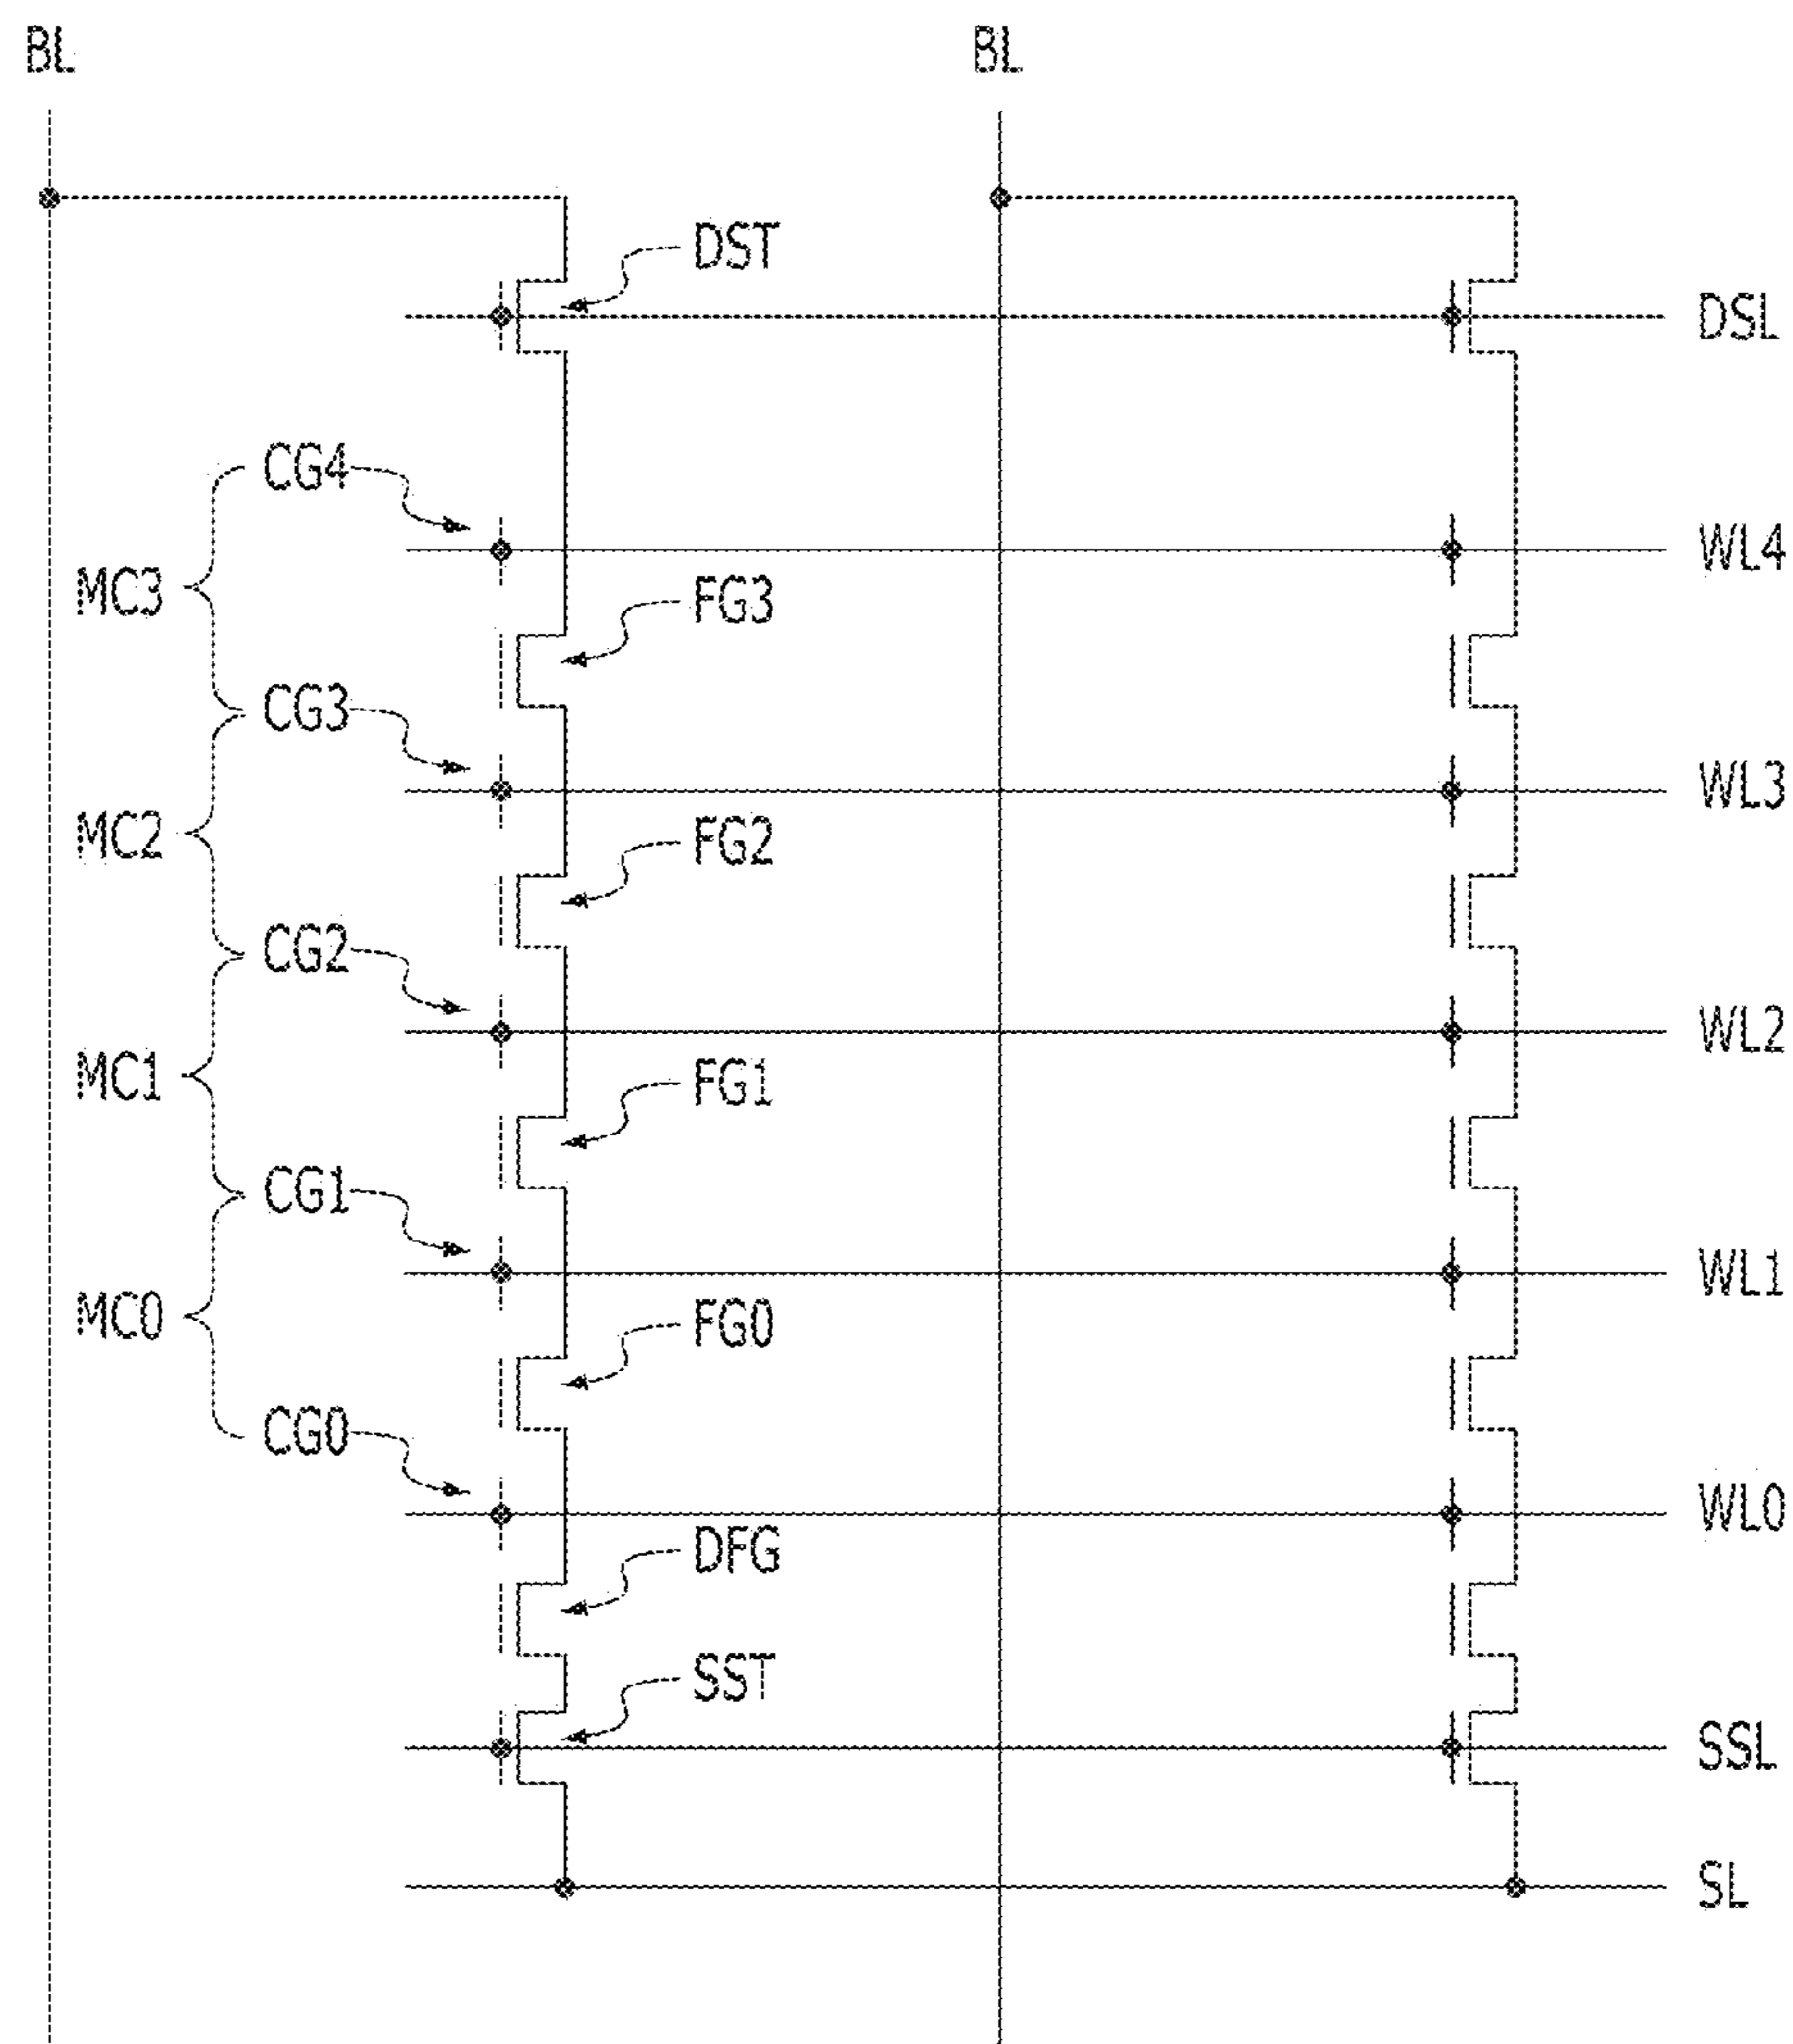 BL BL
DST
DSL
CG4
WL4
MC3
FG3
CG3
WL3
MC2
FG2
CG2
WL2
MC1
FG1
CG1
WL1
MC0
FG0
CG0
WL0
DFG
SST
SSL
SL